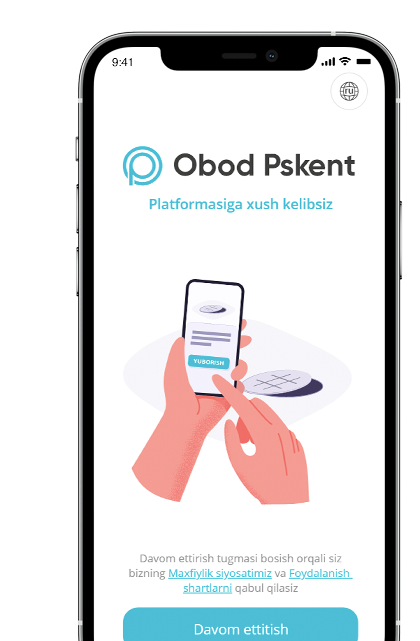 9:41
ru
Obod Pskent
Platformasiga xush kelibsiz
YUBORISH
Davom ettirish tugmasi bosish orqali siz
bizning Maxfiylik siyosatimiz va Foydalanish
shartlarni qabul qilasiz
Davom ettitish